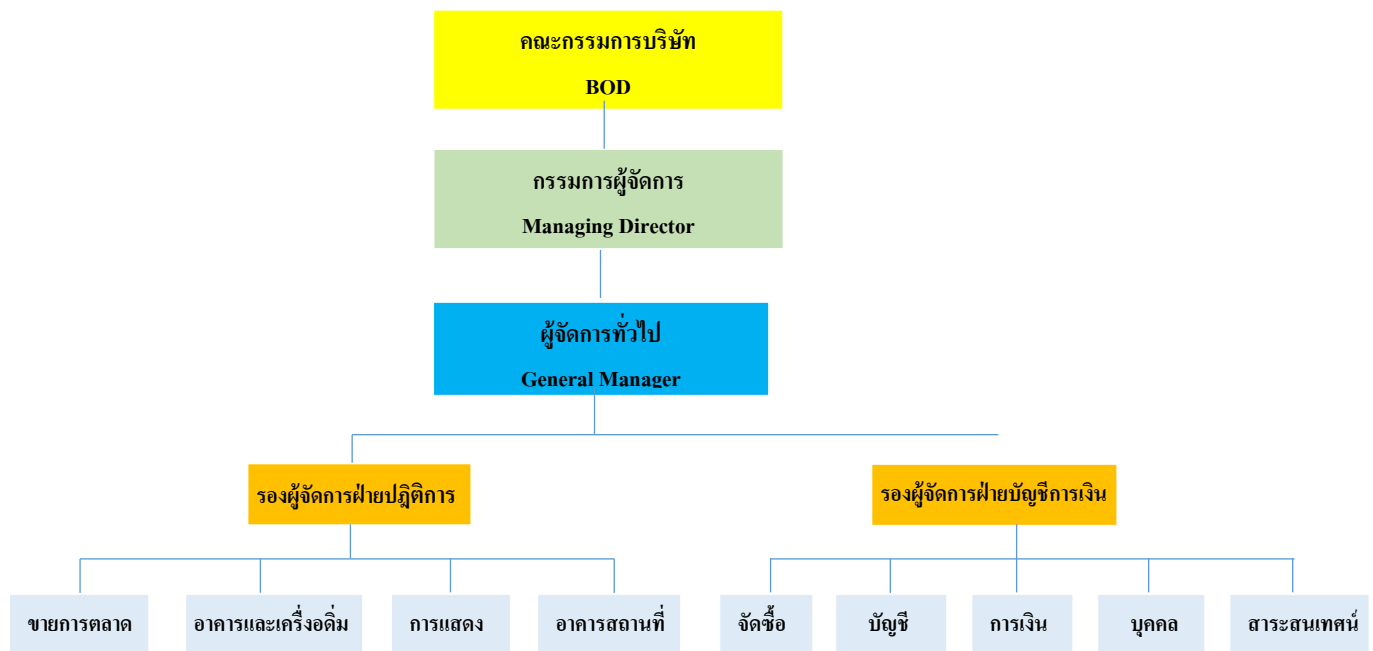 คณะกรรมการบริษัท
BOD
กรรมการผู้จัดการ
Managing Director
ผู้จัดการทั่วไป
General Manager
รองผู้จัดการฝ่ายปฎิติการ
รองผู้จัดการฝ่ายบัญชีการเงิน
ขายการตลาด
อาคารและเครื่องอดิ่ม
การแสดง
อาคารสถานที่
จัดซื้อ
บัญชี
การเงิน
บุคคล
สาระสนเทศน์